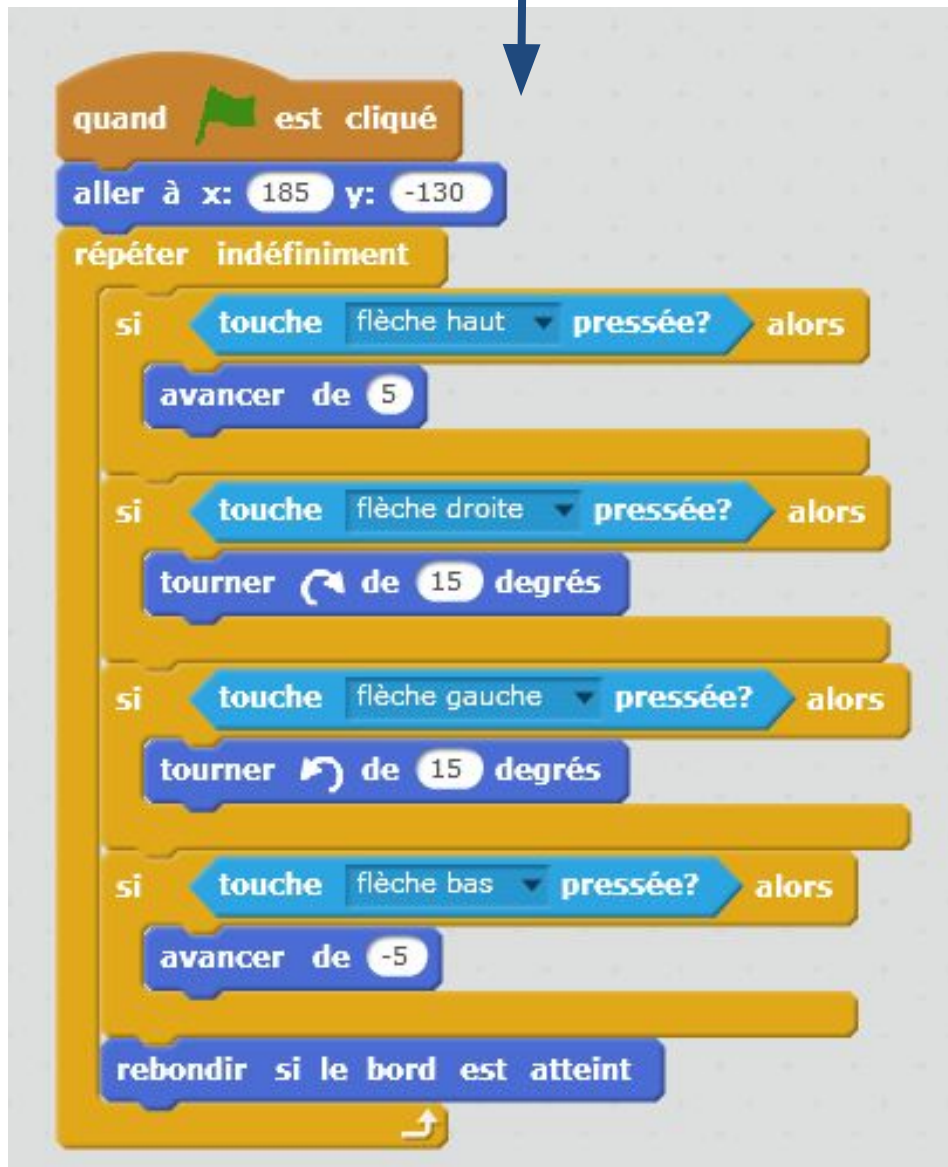 quand est cliqué
aller à x: 185 y: -130
répéter indéfiniment
si touche flèche haut pressée? alors
avancer de 5
si touche flèche droite pressée? alors
tourner de 15 degrés
si touche flèche gauche pressée? alors
tourner de 15 degrés
si touche flèche bas pressée? alors
avancer de -5
rebondir si le bord est atteint